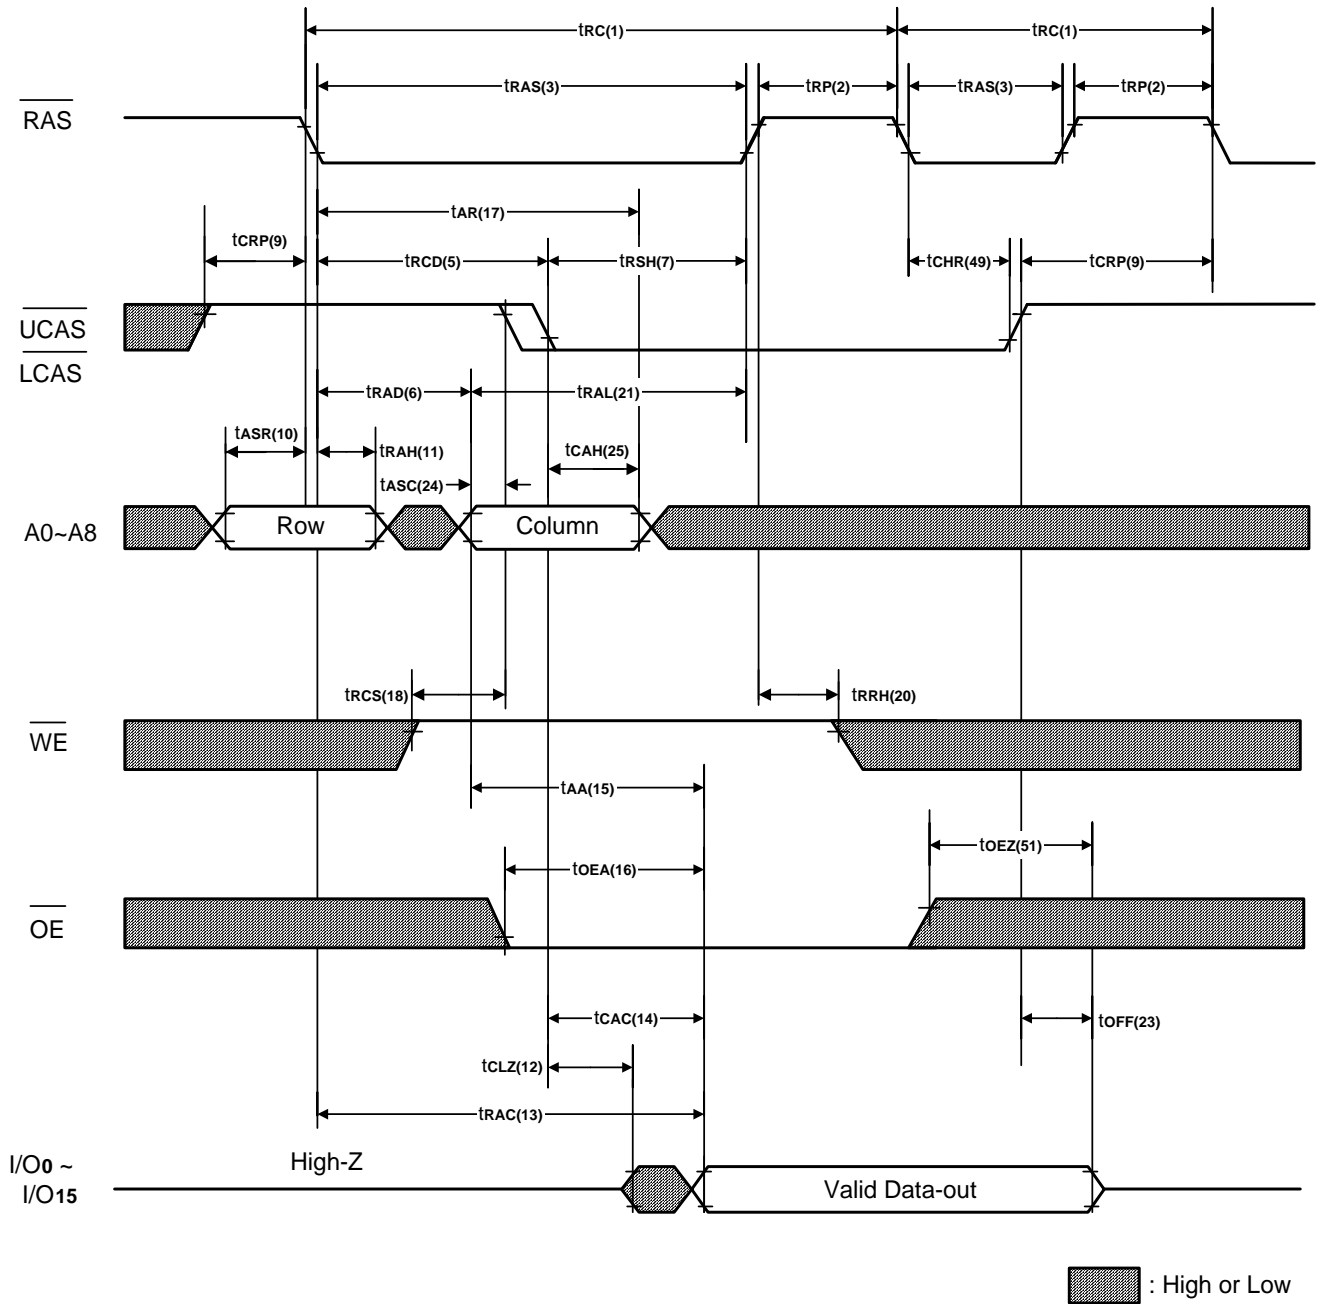 tRC(1) tRC(1)
tRAS(3) tRP(2) tRAS(3) tRP(2)
RAS
tAR(17)
tCRP(9) tRCD(5) tRSH(7) tCHR(49) tCRP(9)
UCAS
LCAS
tRAD(6) tRAL(21)
tASR(10) tRAH(11) tCAH(25)
tASC(24)
A0~A8 Row Column
tRCS(18) tRRH(20)
WE
tAA(15)
tOEZ(51)
tOEA(16)
OE
tCAC(14) tOFF(23)
tCLZ(12)
tRAC(13)
High-Z
I/O0 ~
I/O15 Valid Data-out
: High or Low